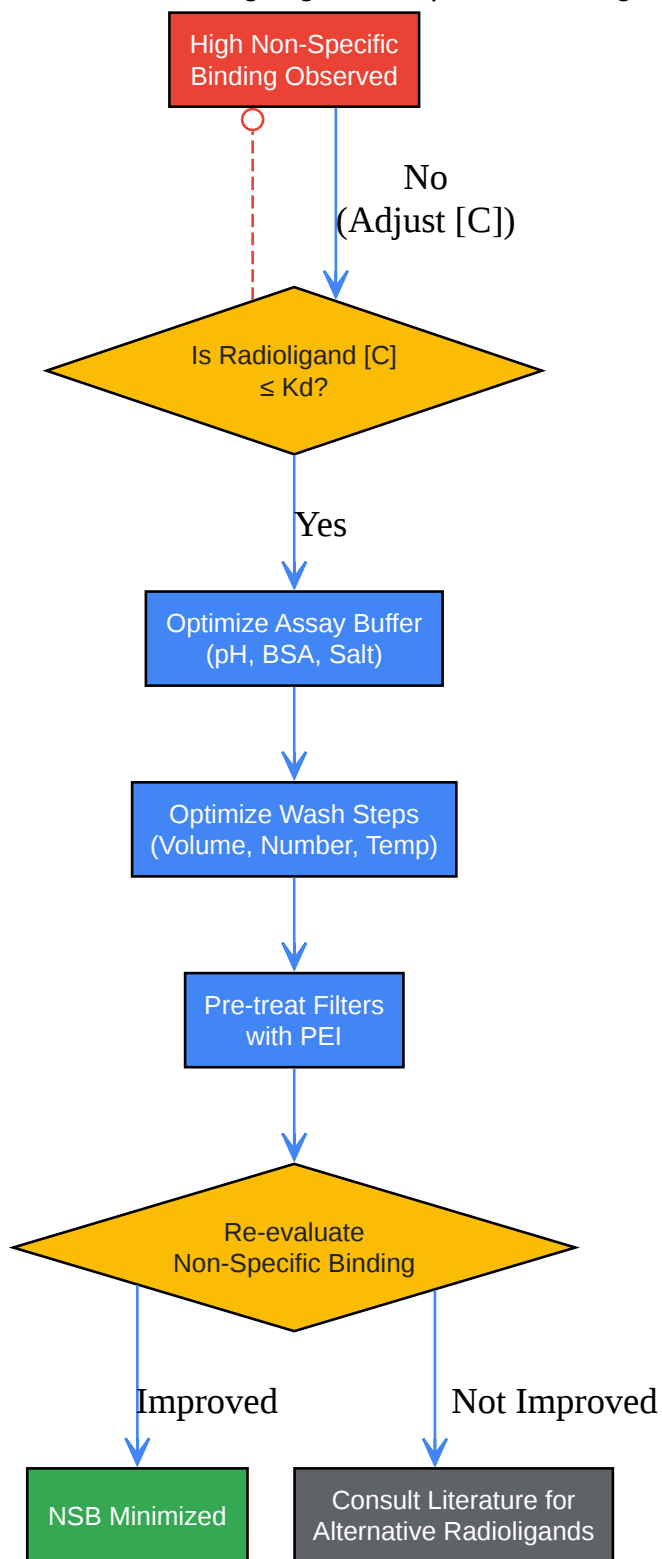 High Non-Specific
Binding Observed
No
(Adjust [C])
Is Radioligand [C]
≤ Kd?
Yes
Optimize Assay Buffer
(pH, BSA, Salt)
Optimize Wash Steps
(Volume, Number, Temp)
Pre-treat Filters
with PEI
Re-evaluate
Non-Specific Binding
Improved
Not Improved
NSB Minimized
Consult Literature for
Alternative Radioligands